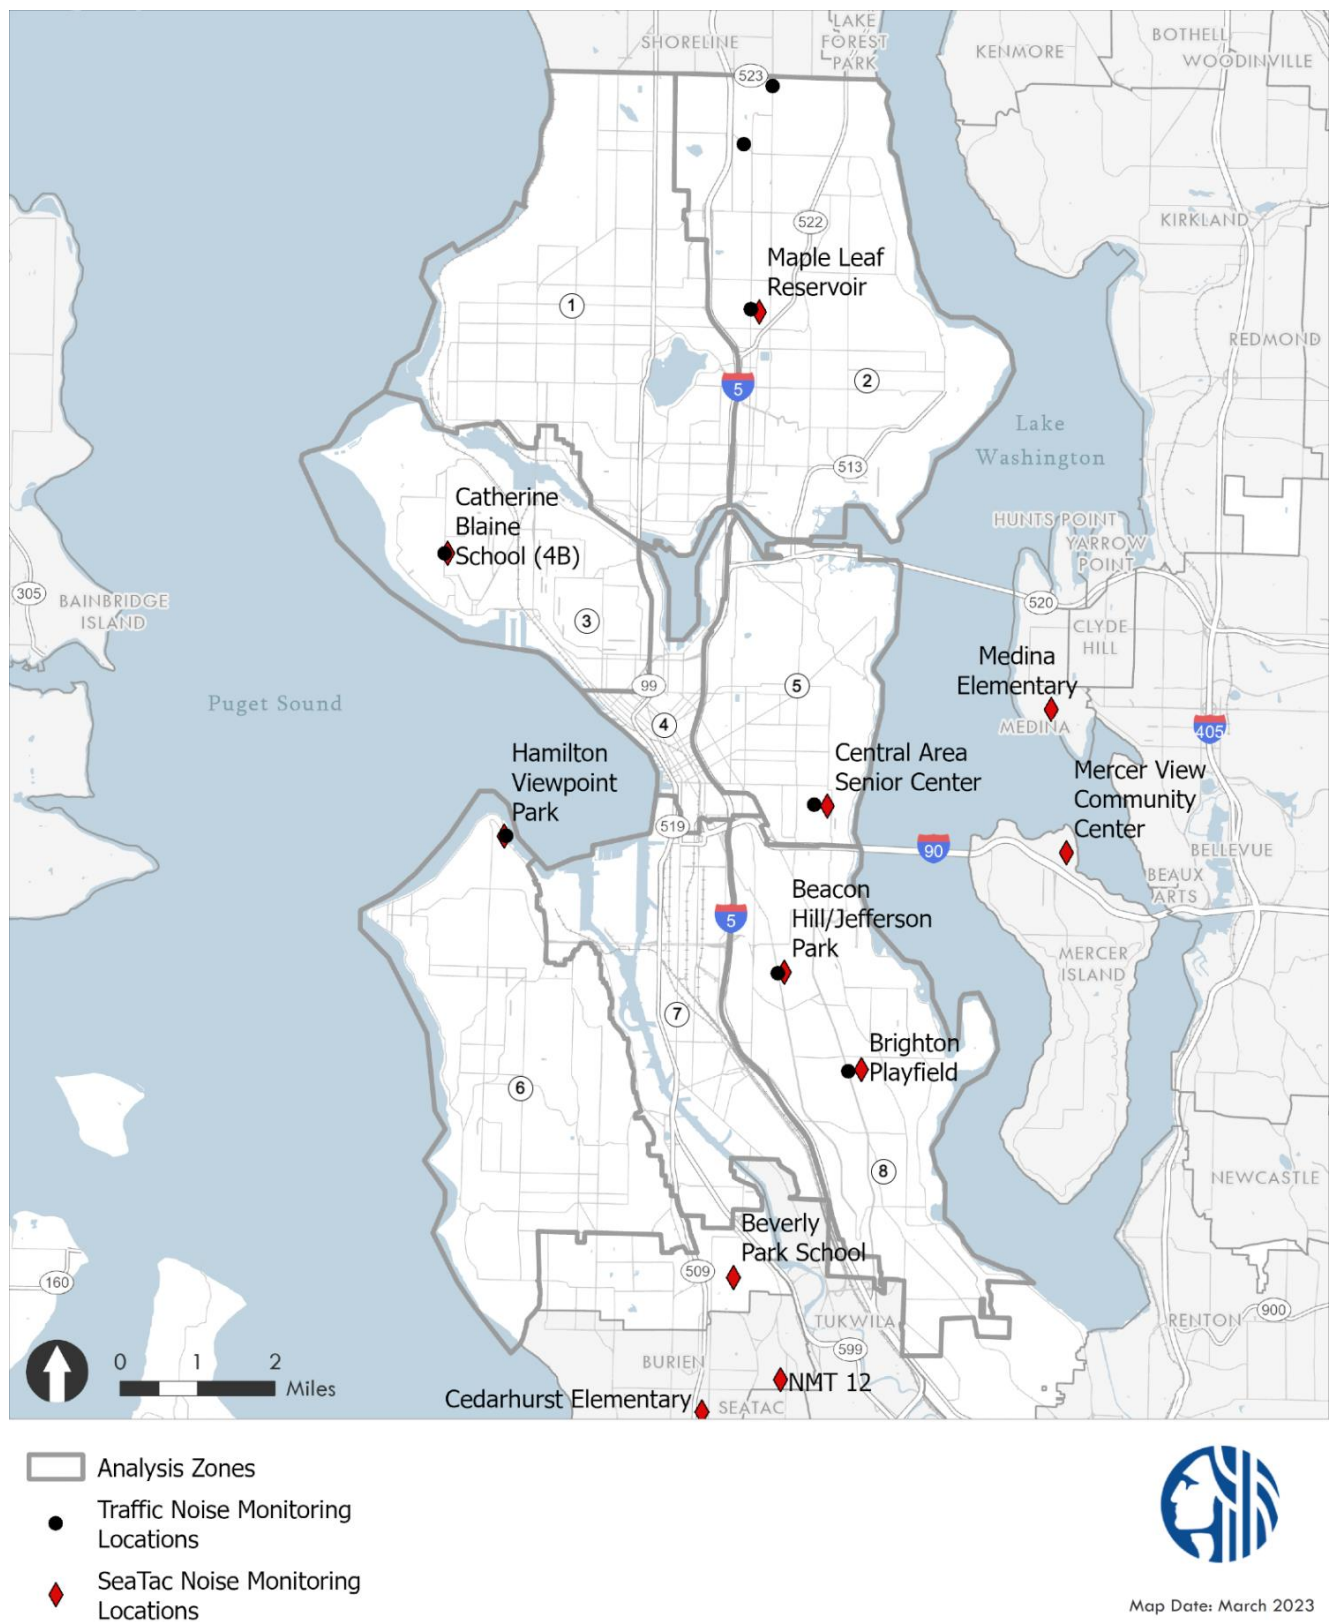 SHORELINE
LAKE
FOREST
PARK
KENMORE
BOTHELL
WOODINVILLE
523
522
KIRKLAND
Maple Leaf
Reservoir
1
REDMOND
5
2
Lake
Washington
513
Catherine
Blaine
School (4B)
HUNTS POINT
YARROW
POINT
305
BAINBRIDGE
ISLAND
520
3
CLYDE
HILL
Medina
Elementary
99
5
Puget Sound
4
MEDINA
405
Hamilton
Viewpoint
Park
Central Area
Senior Center
Mercer View
Community
Center
519
90
BELLEVUE
BEAUX
ARTS
Beacon
Hill/Jefferson
Park
5
MERCER
ISLAND
7
Brighton
Playfield
6
8
NEWCASTLE
Beverly
Park School
509
160
TUKWILA
RENTON
900
599
BURIEN
0 1 2
Miles
NMT 12
Cedarhurst Elementary
SEATAC
Analysis Zones
Traffic Noise Monitoring
Locations
SeaTac Noise Monitoring
Locations
Map Date: March 2023